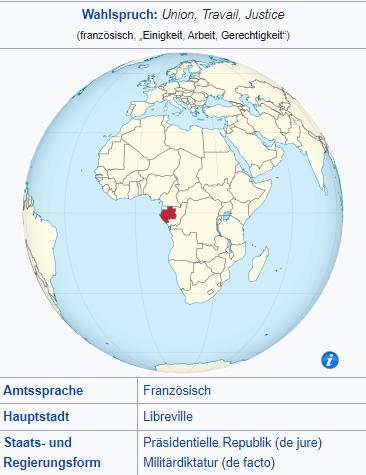 Wahlspruch: Union, Travail, Justice
(französisch, „Einigkeit, Arbeit, Gerechtigkeit“)
i
Amtssprache Französisch
Hauptstadt Libreville
Staats- und Präsidentielle Republik (de jure)
Regierungsform Militärdiktatur (de facto)